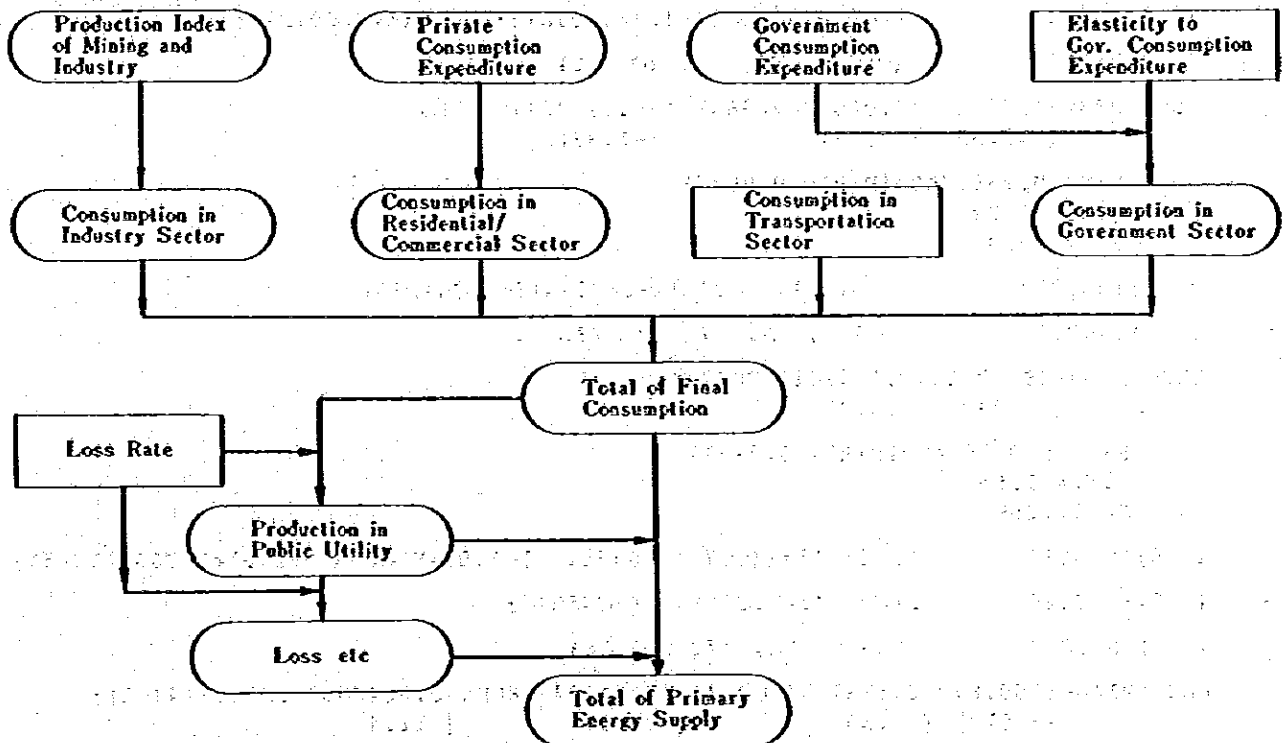 Production Index
of Mining and
Industry
Private
Consumption
Expenditure
Government
Consumption
Expenditure
Elasticity to
Gov. Consumption
Expenditure
Consumption in
Industry Sector
Consumption in
Residential/
Commercial Sector
Consumption in
Transportation
Sector
Consumption in
Government Sector
Total of Final
Consumption
Loss Rate
Production in
Public Utility
Loss etc
Total of Primary
Energy Supply